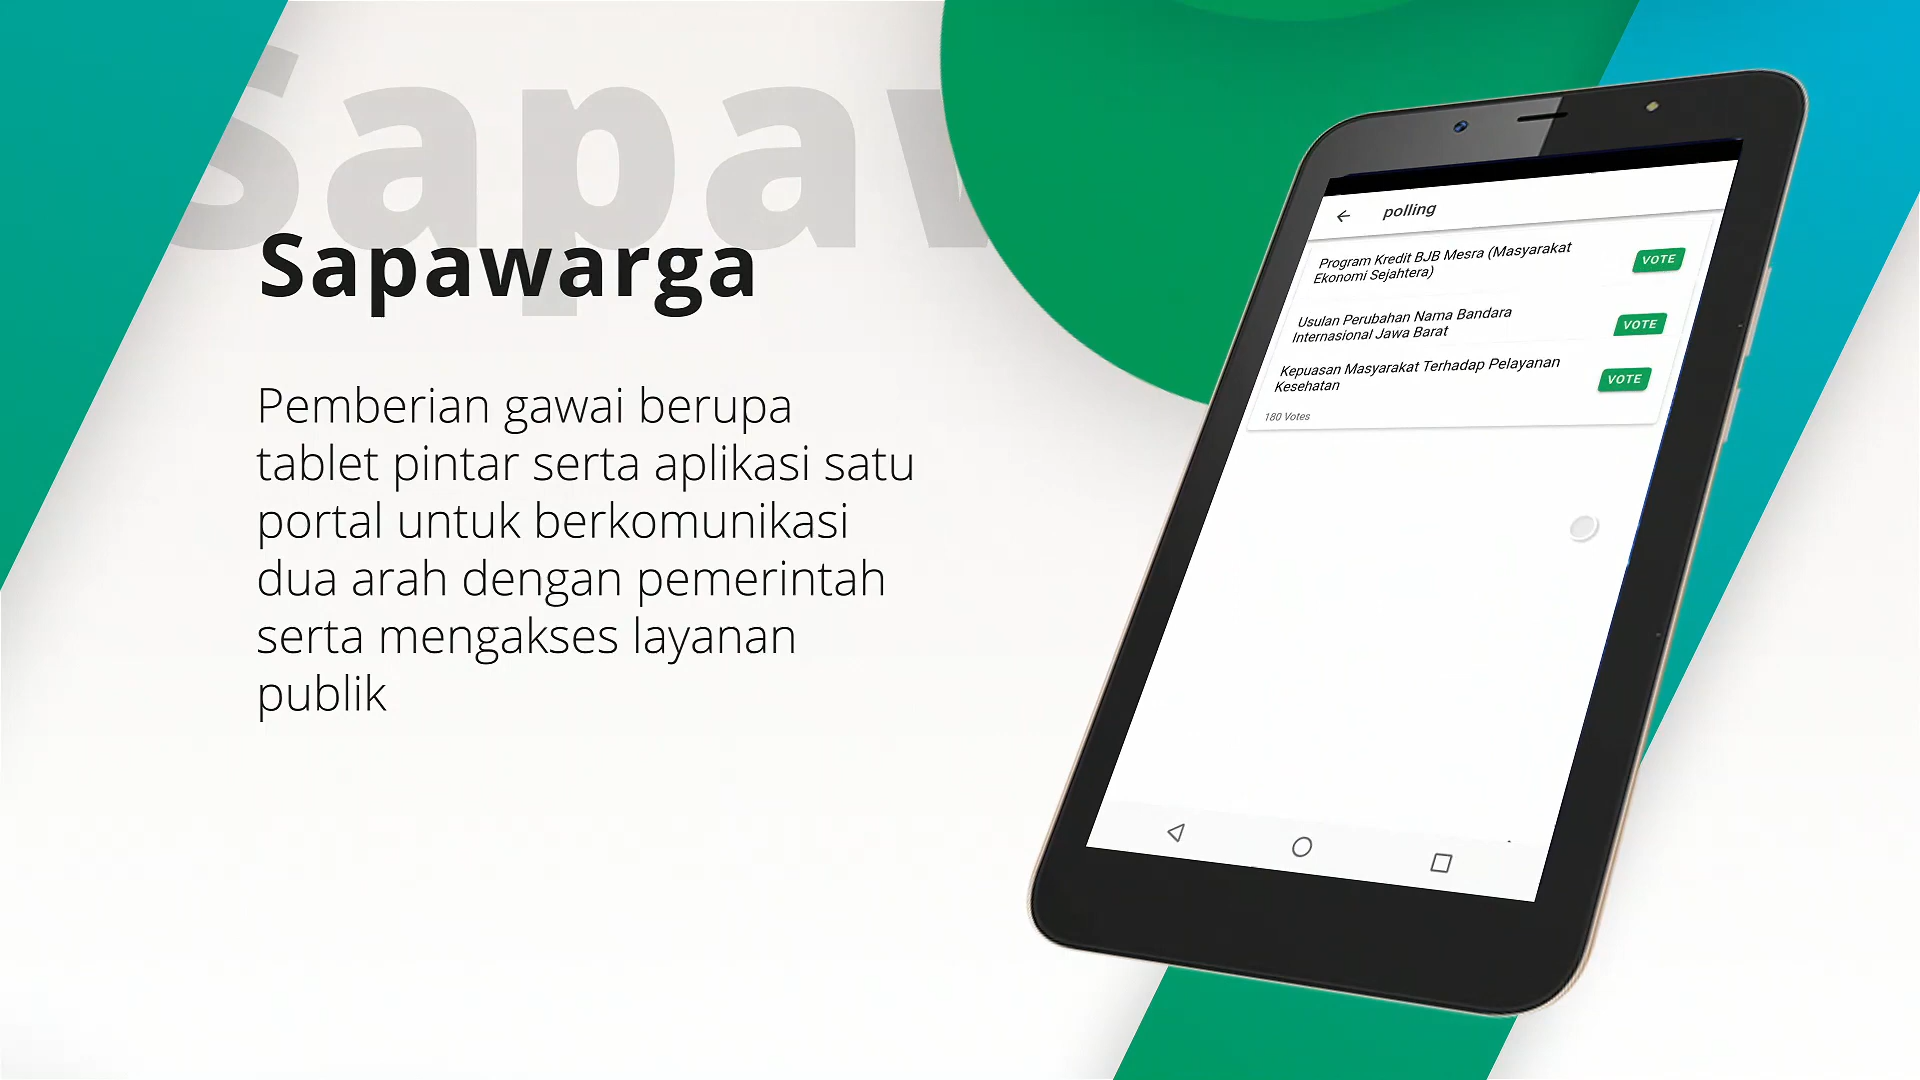 Sapaw
Sapawarga
Pemberian gawai berupa
tablet pintar serta aplikasi satu
portal untuk berkomunikasi
dua arah dengan pemerintah
serta mengakses layanan
publik
polling
Program Kredit BJB Mesra (Masyarakat
Ekonomi Sejahtera)
VOTE
Usulan Perubahan Nama Bandara
Internasional Jawa Barat
VOTE
Kepuasan Masyarakat Terhadap Pelayanan
Kesehatan
VOTE
180 Votes